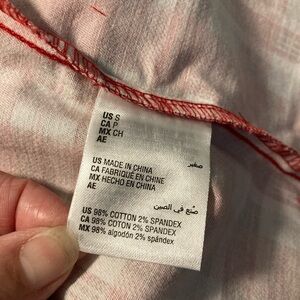 US S
CA P
MX CH
AE
صغير
US MADE IN CHINA
CA FABRIQUÉ EN CHINE
MX HECHO EN CHINA
AE
صنع في الصين
US 98% COTTON 2% SPANDEX
CA 98% COTON 2% SPANDEX
MX 98% algodón 2% spándex